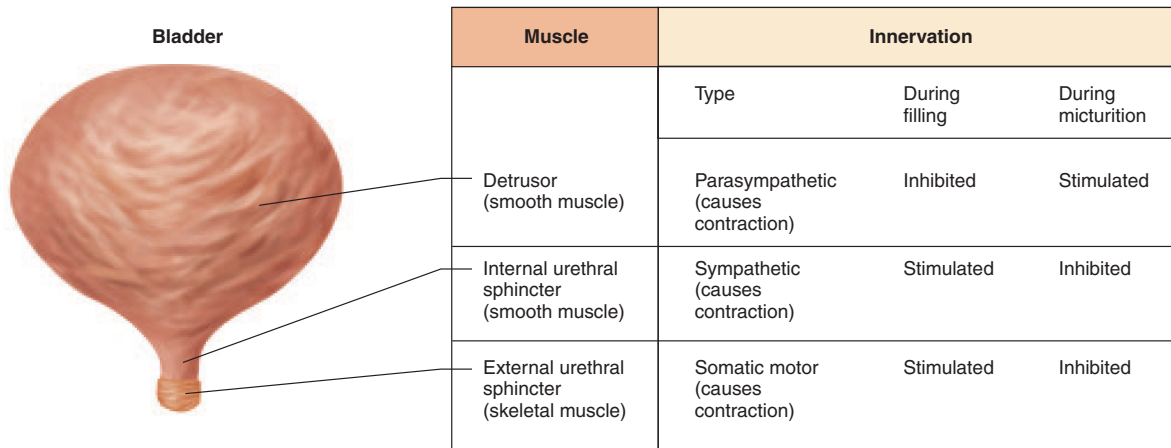 Bladder
Muscle
Innervation
Type
During
filling
During
micturition
Detrusor
(smooth muscle)
Parasympathetic
(causes
contraction)
Inhibited
Stimulated
Internal urethral
sphincter
(smooth muscle)
Sympathetic
(causes
contraction)
Stimulated
Inhibited
External urethral
sphincter
(skeletal muscle)
Somatic motor
(causes
contraction)
Stimulated
Inhibited